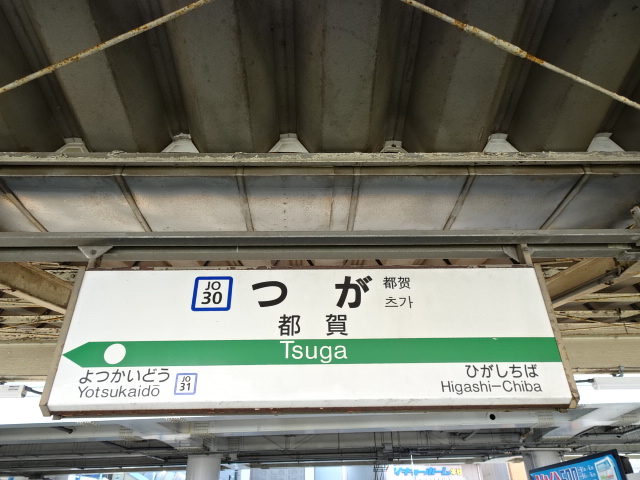 JO
30
つが
都贺
츠가
都賀
Tsuga
よつかいどう
Yotsukaidō
JO
31
ひがしちば
Higashi-Chiba